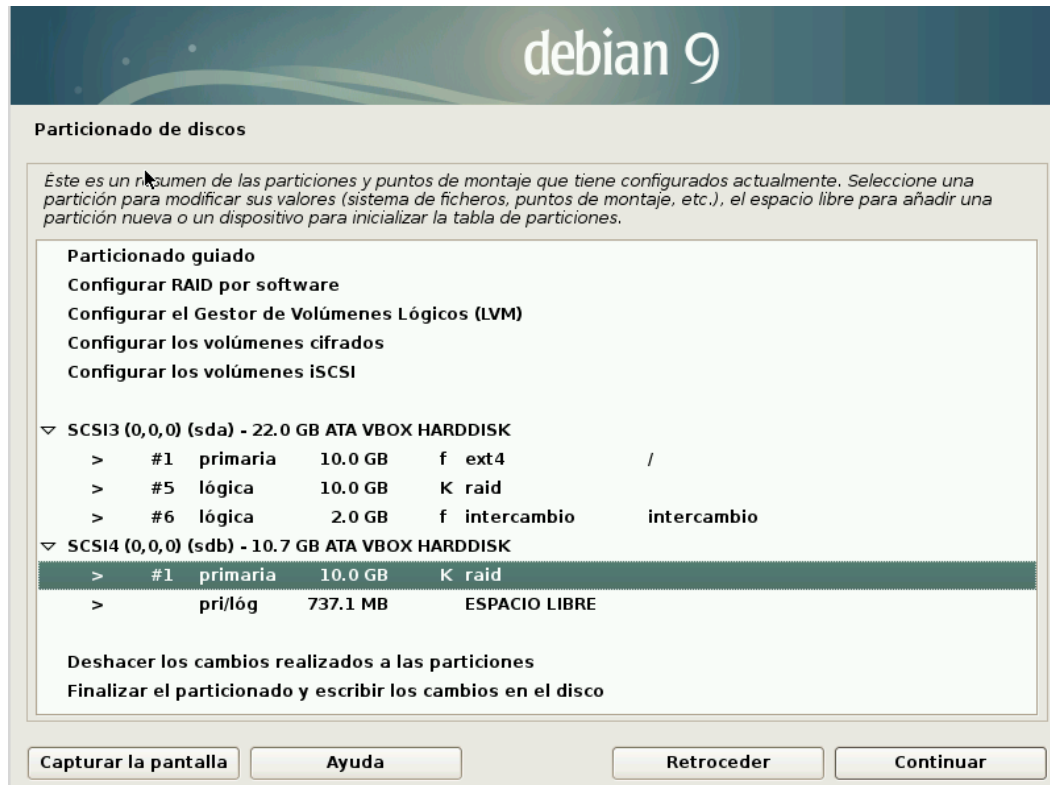 debian 9
Particionado de discos
Éste es un resumen de las particiones y puntos de montaje que tiene configurados actualmente. Seleccione una
partición para modificar sus valores (sistema de ficheros, puntos de montaje, etc.), el espacio libre para añadir una
partición nueva o un dispositivo para inicializar la tabla de particiones.
Particionado guiado
Configurar RAID por software
Configurar el Gestor de Volúmenes Lógicos (LVM)
Configurar los volúmenes cifrados
Configurar los volúmenes iSCSI
SCSI3 (0,0,0) (sda) - 22.0 GB ATA VBOX HARDDISK
> #1 primaria 10.0 GB f ext4 /
> #5 lógica 10.0 GB K raid
> #6 lógica 2.0 GB f intercambio intercambio
SCSI4 (0,0,0) (sdb) - 10.7 GB ATA VBOX HARDDISK
> #1 primaria 10.0 GB K raid
> pri/lóg 737.1 MB ESPACIO LIBRE
Deshacer los cambios realizados a las particiones
Finalizar el particionado y escribir los cambios en el disco
Capturar la pantalla Ayuda Retroceder Continuar